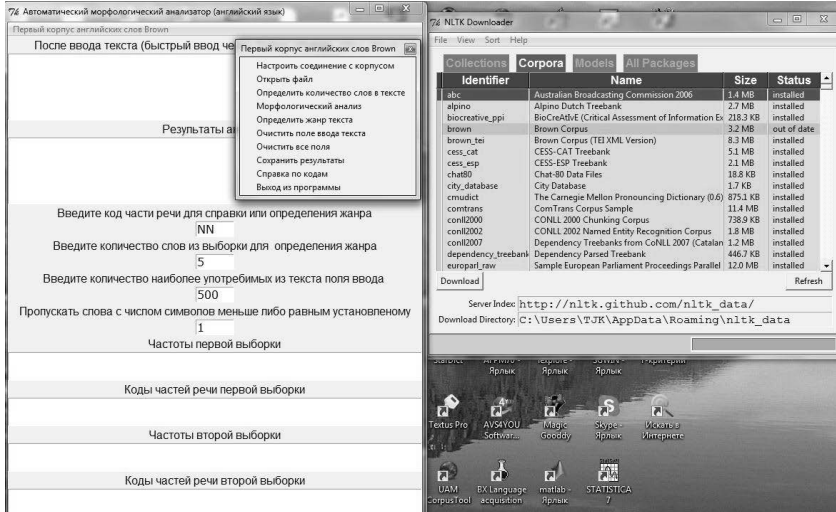 Автоматический морфологический анализатор (английский язык)
Первый корпус английских слов Brown
После ввода текста (быстрый ввод че
Результаты ан
Первый корпус английских слов Brown
Настроить соединение с корпусом
Открыть файл
Определить количество слов в тексте
Морфологический анализ
Определить жанр текста
Очистить поле ввода текста
Очистить все поля
Сохранить результаты
Справка по кодам
Выход из программы
Введите код части речи для справки или определения жанра
NN
Введите количество слов из выборки для определения жанра
5
Введите количество наиболее употребимых из текста поля ввода
500
Пропускать слова с числом символов меньше либо равным установленому
1
Частоты первой выборки
Коды частей речи первой выборки
Частоты второй выборки
Коды частей речи второй выборки
NLTK Downloader
File View Sort Help
Collections Corpora Models All Packages
Identifier Name Size Status
abc Australian Broadcasting Commission 2006 1.4 MB installed
alpino Alpino Dutch Treebank 2.7 MB installed
biocreative_ppi BioCreAtIvE (Critical Assessment of Information Ex 218.3 KB installed
brown Brown Corpus 3.2 MB out of date
brown_tei Brown Corpus (TEI XML Version) 8.3 MB installed
cess_cat CESS-CAT Treebank 5.1 MB installed
cess_esp CESS-ESP Treebank 2.1 MB installed
chat80 Chat-80 Data Files 18.8 KB installed
city_database City Database 1.7 KB installed
cmudict The Carnegie Mellon Pronouncing Dictionary (0.6) 875.1 KB installed
comtrans ComTrans Corpus Sample 11.4 MB installed
conll2000 CONLL 2000 Chunking Corpus 738.9 KB installed
conll2002 CONLL 2002 Named Entity Recognition Corpus 1.8 MB installed
conll2007 Dependency Treebanks from CoNLL 2007 (Catalan 1.2 MB installed
dependency_treebank Dependency Parsed Treebank 446.7 KB installed
europarl_raw Sample European Parliament Proceedings Parallel 12.0 MB installed
Download Refresh
Server Index: http://nltk.github.com/nltk_data/
Download Directory: C:\Users\TJK\AppData\Roaming\nltk_data
Ярлык Ярлык Ярлык
Textus Pro AVS4YOU Softwar... Magic Gooddy Skype - Ярлык Искать в Интернете
UAM CorpusTool BX Language acquisition matlab - Ярлык STATISTICA 7